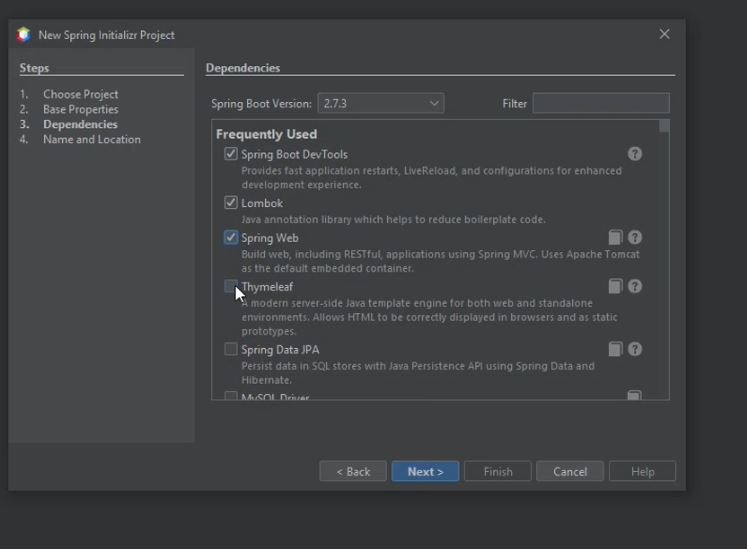 New Spring Initializr Project
Steps
1. Choose Project
2. Base Properties
3. Dependencies
4. Name and Location
Dependencies
Spring Boot Version: 2.7.3
Filter
Frequently Used
Spring Boot DevTools
Provides fast application restarts, LiveReload, and configurations for enhanced
development experience.
Lombok
Java annotation library which helps to reduce boilerplate code.
Spring Web
Build web, including RESTful, applications using Spring MVC. Uses Apache Tomcat
as the default embedded container.
Thymeleaf
A modern server-side Java template engine for both web and standalone
environments. Allows HTML to be correctly displayed in browsers and as static
prototypes.
Spring Data JPA
Persist data in SQL stores with Java Persistence API using Spring Data and
Hibernate.
MySQL Driver
< Back
Next >
Finish
Cancel
Help